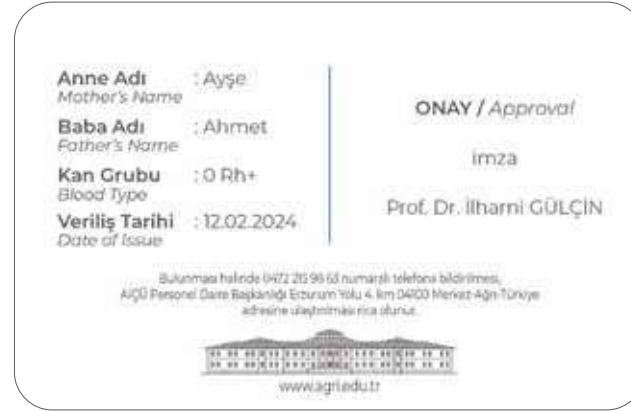 Anne Adı : Ayşe
Mother's Name
Baba Adı : Ahmet
Father's Name
Kan Grubu : 0 Rh+
Blood Type
Veriliş Tarihi : 12.02.2024
Date of Issue
ONAY / Approval
imza
Prof. Dr. İlhami GÜLÇİN
Bulunması halinde 0472 215 98 63 numaralı telefona bildirilmesi,
AİÇÜ Personel Daire Başkanlığı Erzurum Yolu 4. km 04100 Merkez-Ağrı-Türkiye
adresine ulaştırılması rica olunur.
www.agri.edu.tr